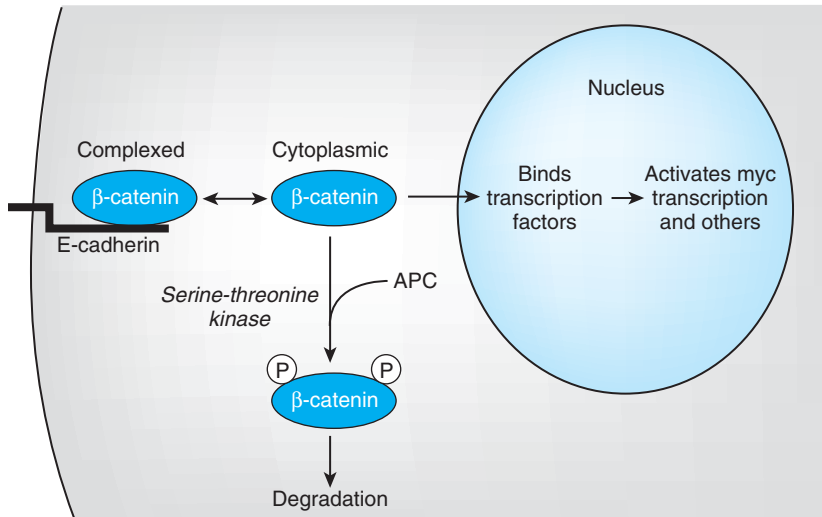 Nucleus
Complexed
Cytoplasmic
β-catenin
β-catenin
Binds
transcription
factors
Activates myc
transcription
and others
E-cadherin
Serine-threonine
kinase
APC
P
P
β-catenin
Degradation